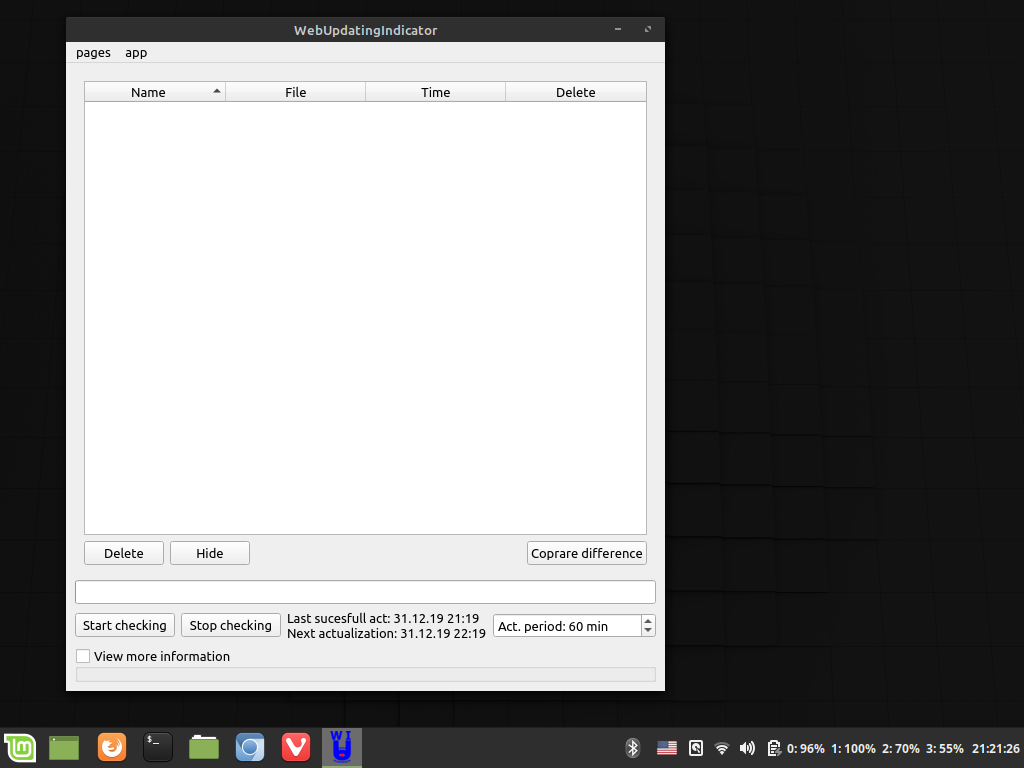 WebUpdatingIndicator
pages app
Name File Time Delete
Delete Hide Coprare difference
Start checking Stop checking Last sucesfull act: 31.12.19 21:19 Act. period: 60 min
Next actualization: 31.12.19 22:19
View more information
$_ W I U 0: 96% 1: 100% 2: 70% 3: 55% 21:21:26